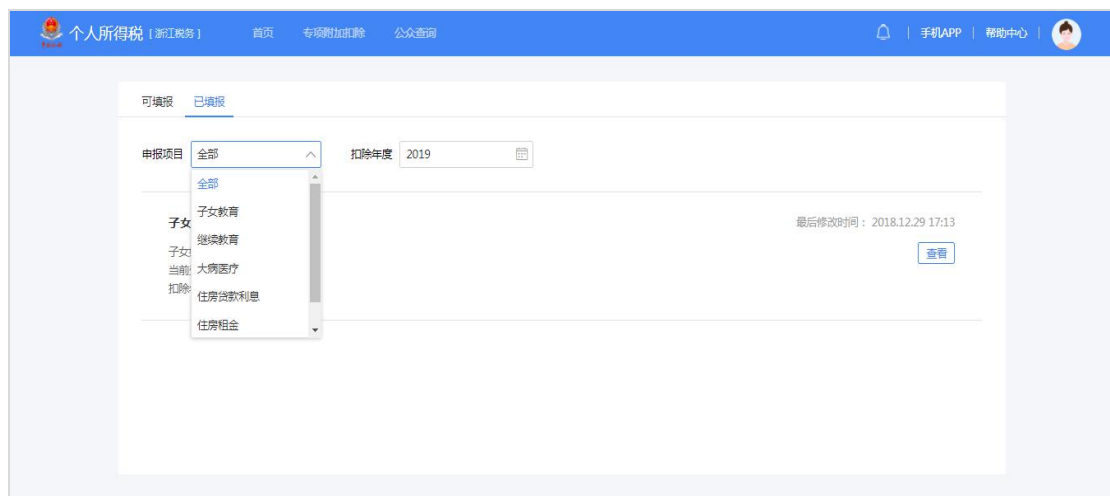 个人所得税 [ 浙江税务 ] 首页 专项附加扣除 公众查询 手机APP 帮助中心
可填报 已填报
申报项目 全部 扣除年度 2019
全部
子女教育
继续教育
大病医疗
住房贷款利息
住房租金
子女
最后修改时间： 2018.12.29 17:13
子女
查看
当前
扣除